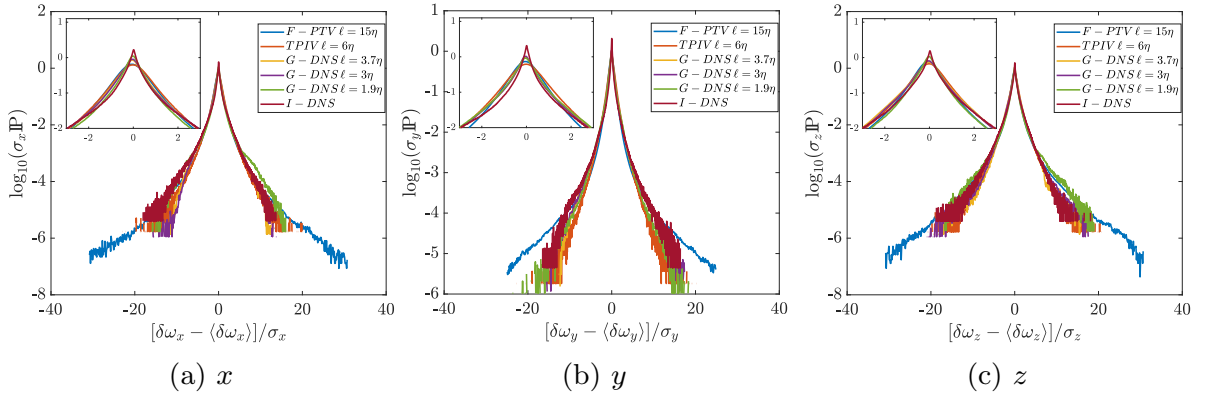 F − PTV ℓ = 15η
TPIV ℓ = 6η
G − DNS ℓ = 3.7η
G − DNS ℓ = 3η
G − DNS ℓ = 1.9η
I − DNS
1
0
-1
-2
-2 0 2
log10(σxℙ)
2
0
-2
-4
-6
-8
-40 -20 0 20 40
[δωx − ⟨δωx⟩]/σx
(a) x
F − PTV ℓ = 15η
TPIV ℓ = 6η
G − DNS ℓ = 3.7η
G − DNS ℓ = 3η
G − DNS ℓ = 1.9η
I − DNS
1
0
-1
-2
-2 0 2
log10(σyℙ)
1
0
-1
-2
-3
-4
-5
-6
-40 -20 0 20 40
[δωy − ⟨δωy⟩]/σy
(b) y
F − PTV ℓ = 15η
TPIV ℓ = 6η
G − DNS ℓ = 3.7η
G − DNS ℓ = 3η
G − DNS ℓ = 1.9η
I − DNS
1
0
-1
-2
-2 0 2
log10(σzℙ)
2
0
-2
-4
-6
-8
-40 -20 0 20 40
[δωz − ⟨δωz⟩]/σz
(c) z